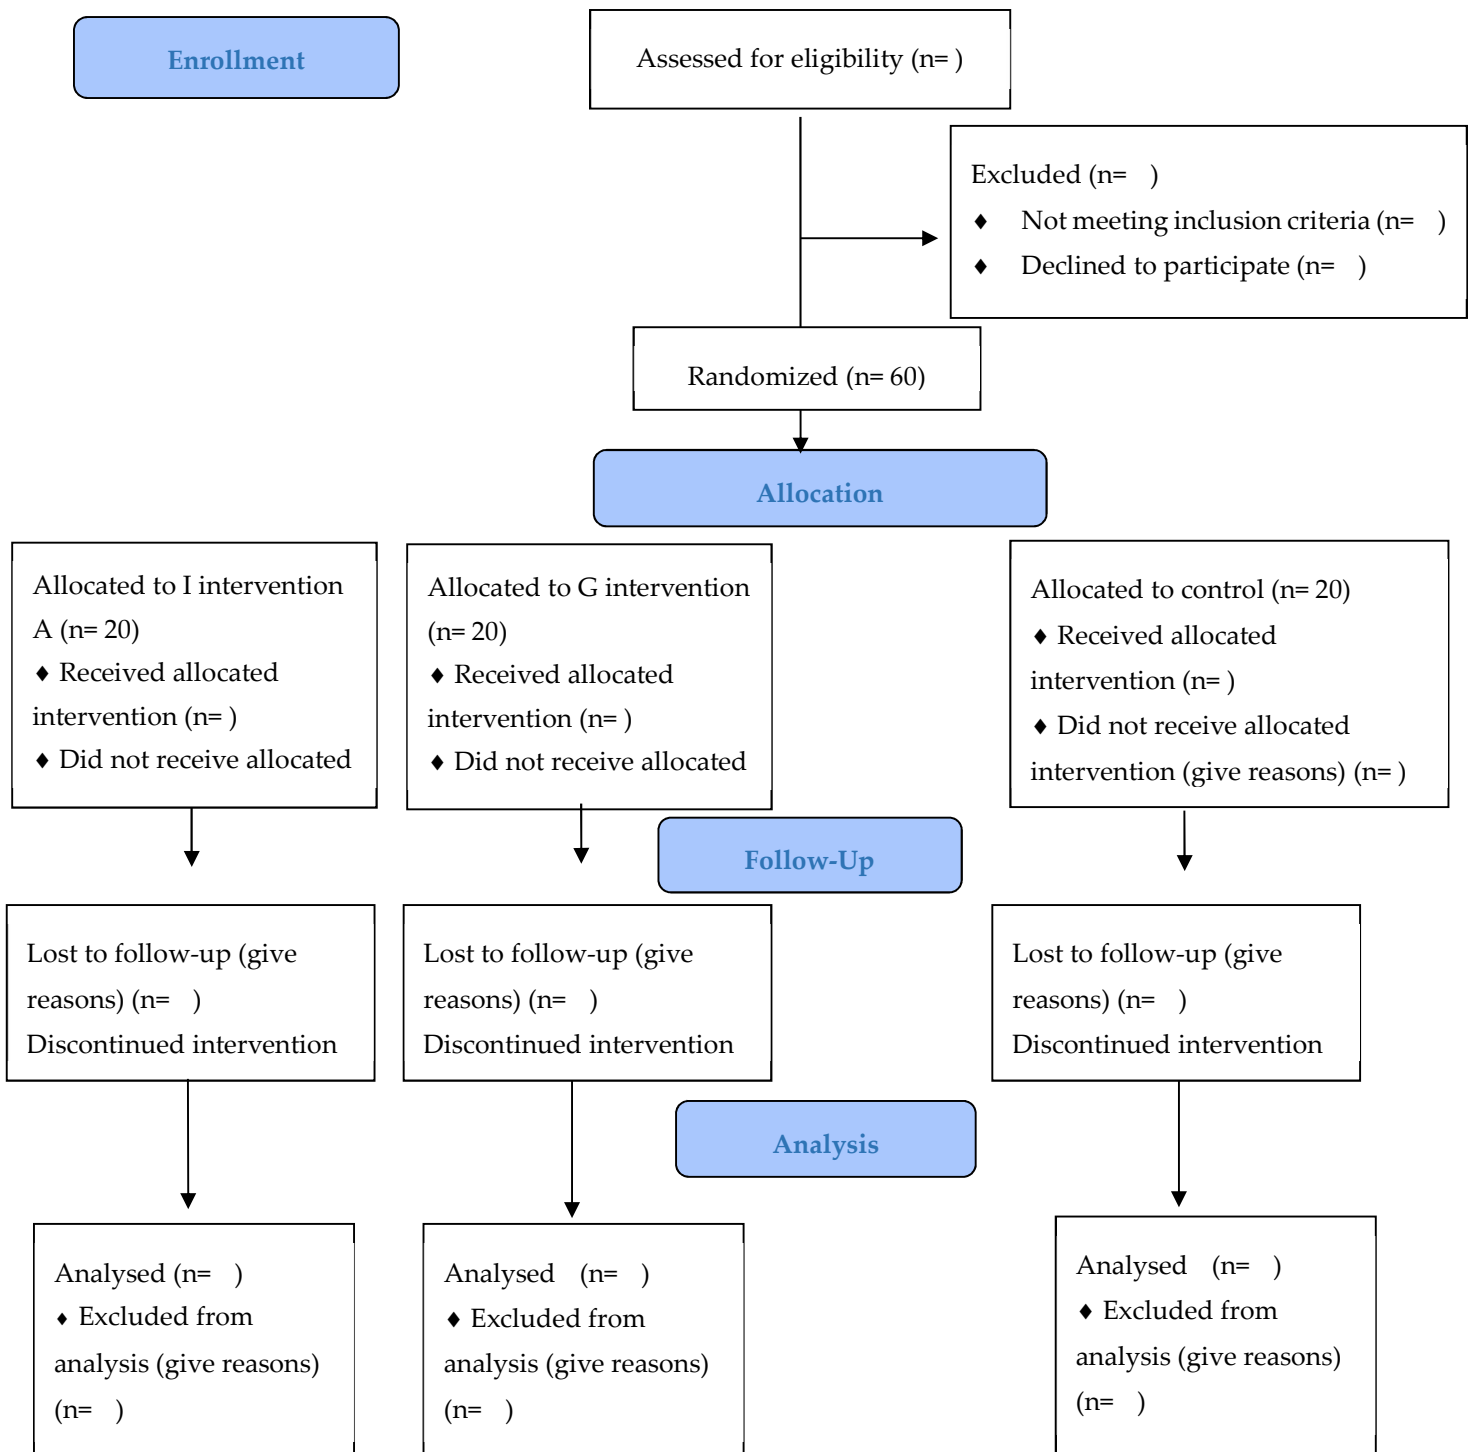 Enrollment
Assessed for eligibility (n= )
Excluded (n=   )
♦ Not meeting inclusion criteria (n=   )
♦ Declined to participate (n=   )
Randomized (n= 60)
Allocation
Allocated to I intervention
A (n= 20)
♦ Received allocated
intervention (n= )
♦ Did not receive allocated
Allocated to G intervention
(n= 20)
♦ Received allocated
intervention (n= )
♦ Did not receive allocated
Allocated to control (n= 20)
♦ Received allocated
intervention (n= )
♦ Did not receive allocated
intervention (give reasons) (n= )
Follow-Up
Lost to follow-up (give
reasons) (n=   )
Discontinued intervention
Lost to follow-up (give
reasons) (n=   )
Discontinued intervention
Lost to follow-up (give
reasons) (n=   )
Discontinued intervention
Analysis
Analysed (n=   )
♦ Excluded from
analysis (give reasons)
(n=   )
Analysed   (n=   )
♦ Excluded from
analysis (give reasons)
(n=   )
Analysed   (n=   )
♦ Excluded from
analysis (give reasons)
(n=   )